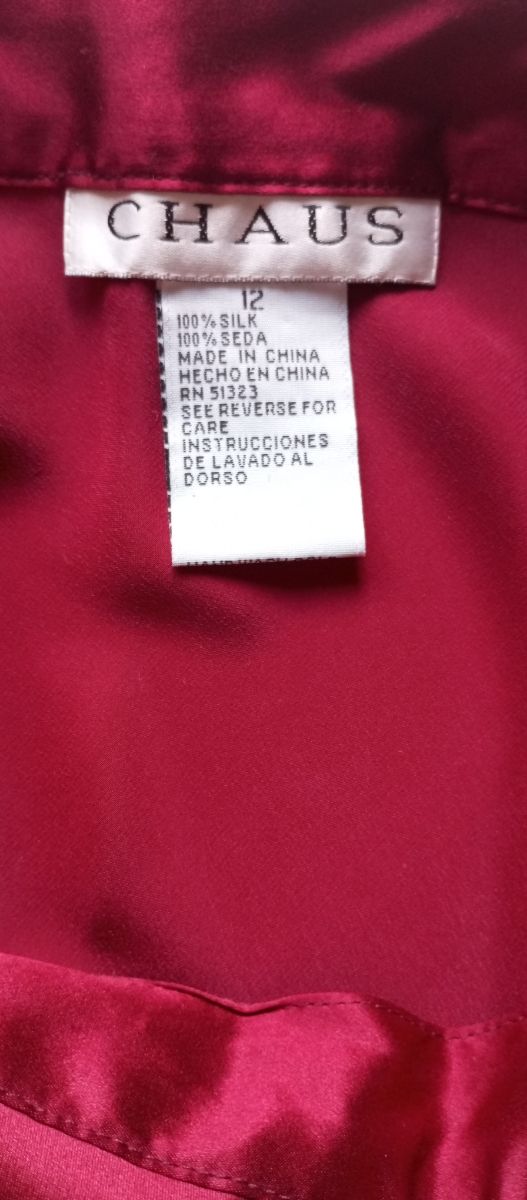 CHAUS
12
100% SILK
100% SEDA
MADE IN CHINA
HECHO EN CHINA
RN 51323
SEE REVERSE FOR
CARE
INSTRUCCIONES
DE LAVADO AL
DORSO